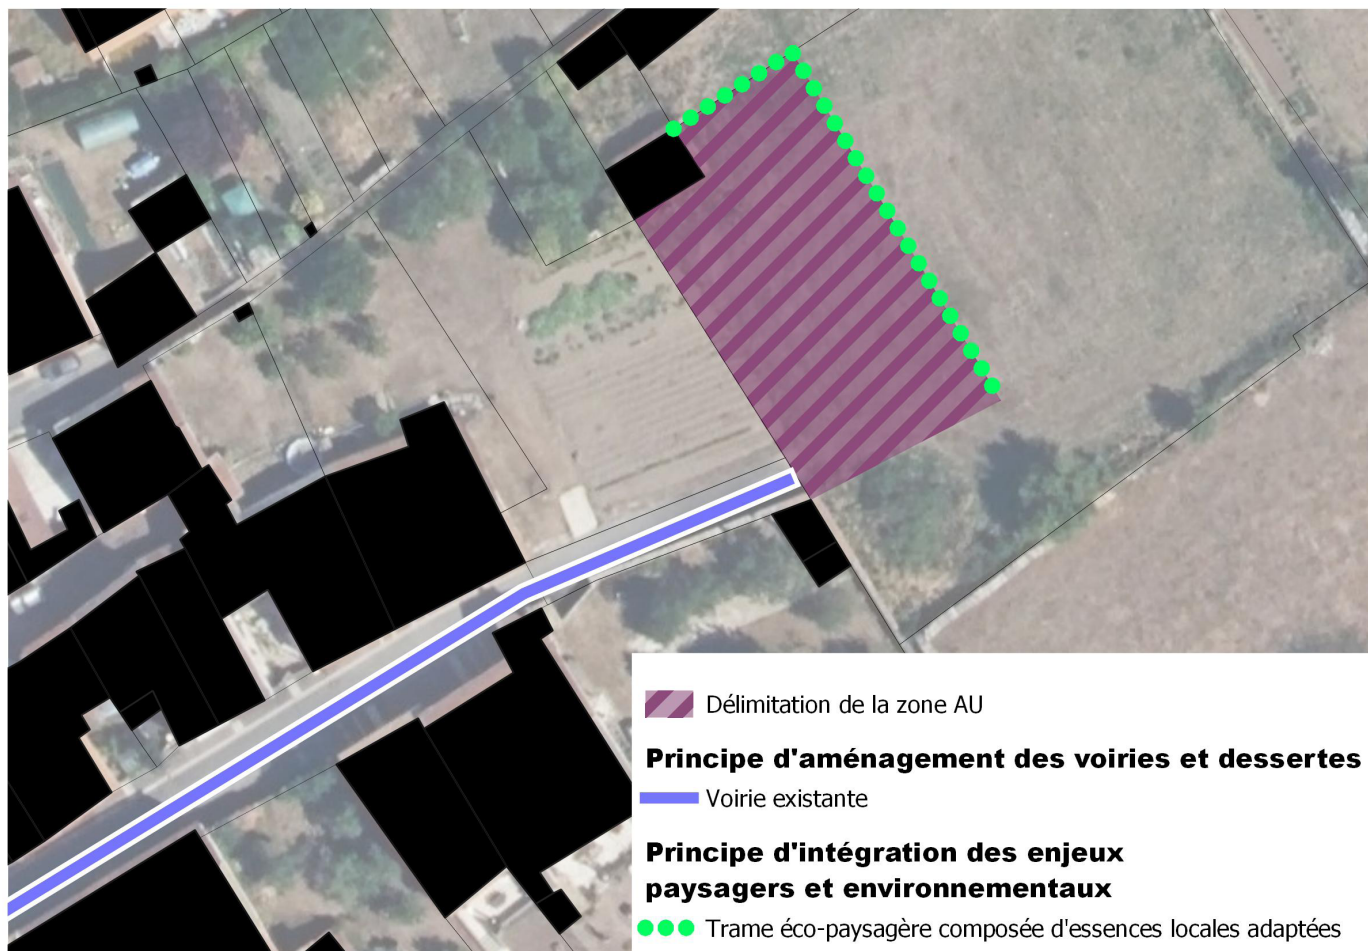 Délimitation de la zone AU
Principe d'aménagement des voiries et dessertes
Voirie existante
Principe d'intégration des enjeux
paysagers et environnementaux
Trame éco-paysagère composée d'essences locales adaptées